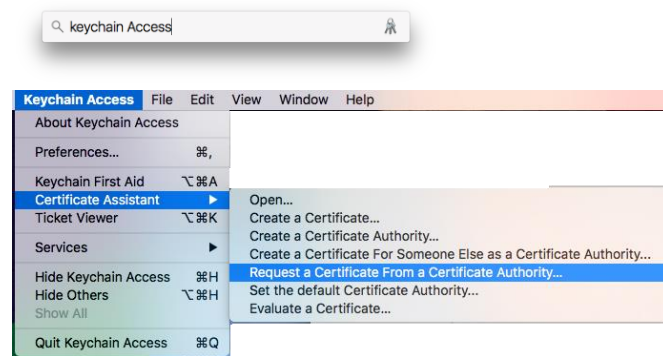 keychain Access
Keychain Access File Edit View Window Help
About Keychain Access
Preferences... ⌘,
Keychain First Aid ⌥⌘A
Certificate Assistant ▶
Ticket Viewer ⌥⌘K
Services ▶
Hide Keychain Access ⌘H
Hide Others ⌥⌘H
Show All
Quit Keychain Access ⌘Q
Open...
Create a Certificate...
Create a Certificate Authority...
Create a Certificate For Someone Else as a Certificate Authority...
Request a Certificate From a Certificate Authority...
Set the default Certificate Authority...
Evaluate a Certificate...